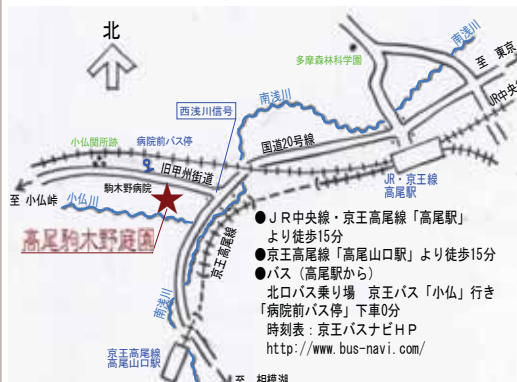 北
多摩森林科学園
南浅川
至 東京
JR中央線
西浅川信号
南浅川
小仏関所跡
病院前バス停
国道20号線
旧甲州街道
JR・京王線
高尾駅
駒木野病院
至 小仏峠
小仏川
高尾駒木野庭園
京王高尾線
●ＪＲ中央線・京王高尾線「高尾駅」
より徒歩15分
●京王高尾線「高尾山口駅」より徒歩15分
●バス（高尾駅から）
北口バス乗り場 京王バス「小仏」行き
「病院前バス停」下車0分
時刻表：京王バスナビＨＰ
http://www.bus-navi.com/
南浅川
京王高尾線
高尾山口駅
至 相模湖